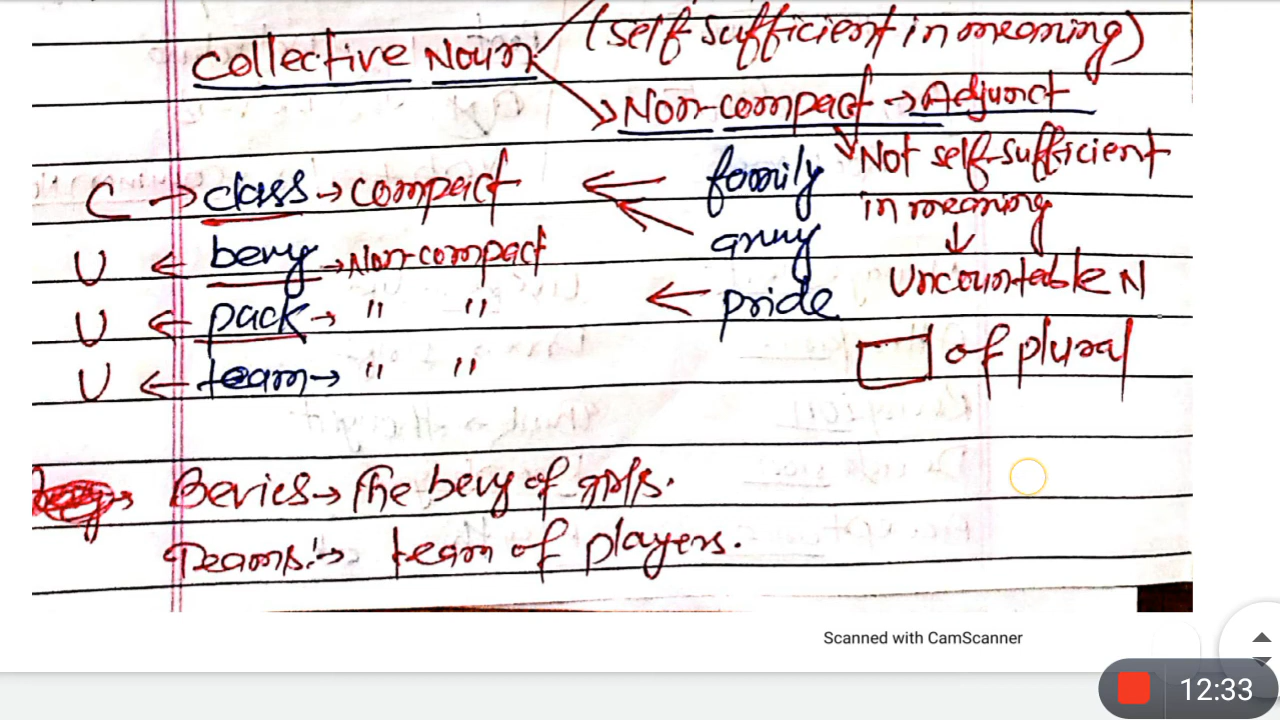 (self sufficient in meaning)
Collective Noun
Non-compact → Adjunct
C → class → compact ← family Not self-sufficient
in meaning
U ← bevy → Non-compact army
Uncountable N
U ← pack → " " ← pride
U ← team → " " of plural
Bevies → The bevy of girls.
Teams:→ team of players.
Scanned with CamScanner
12:33